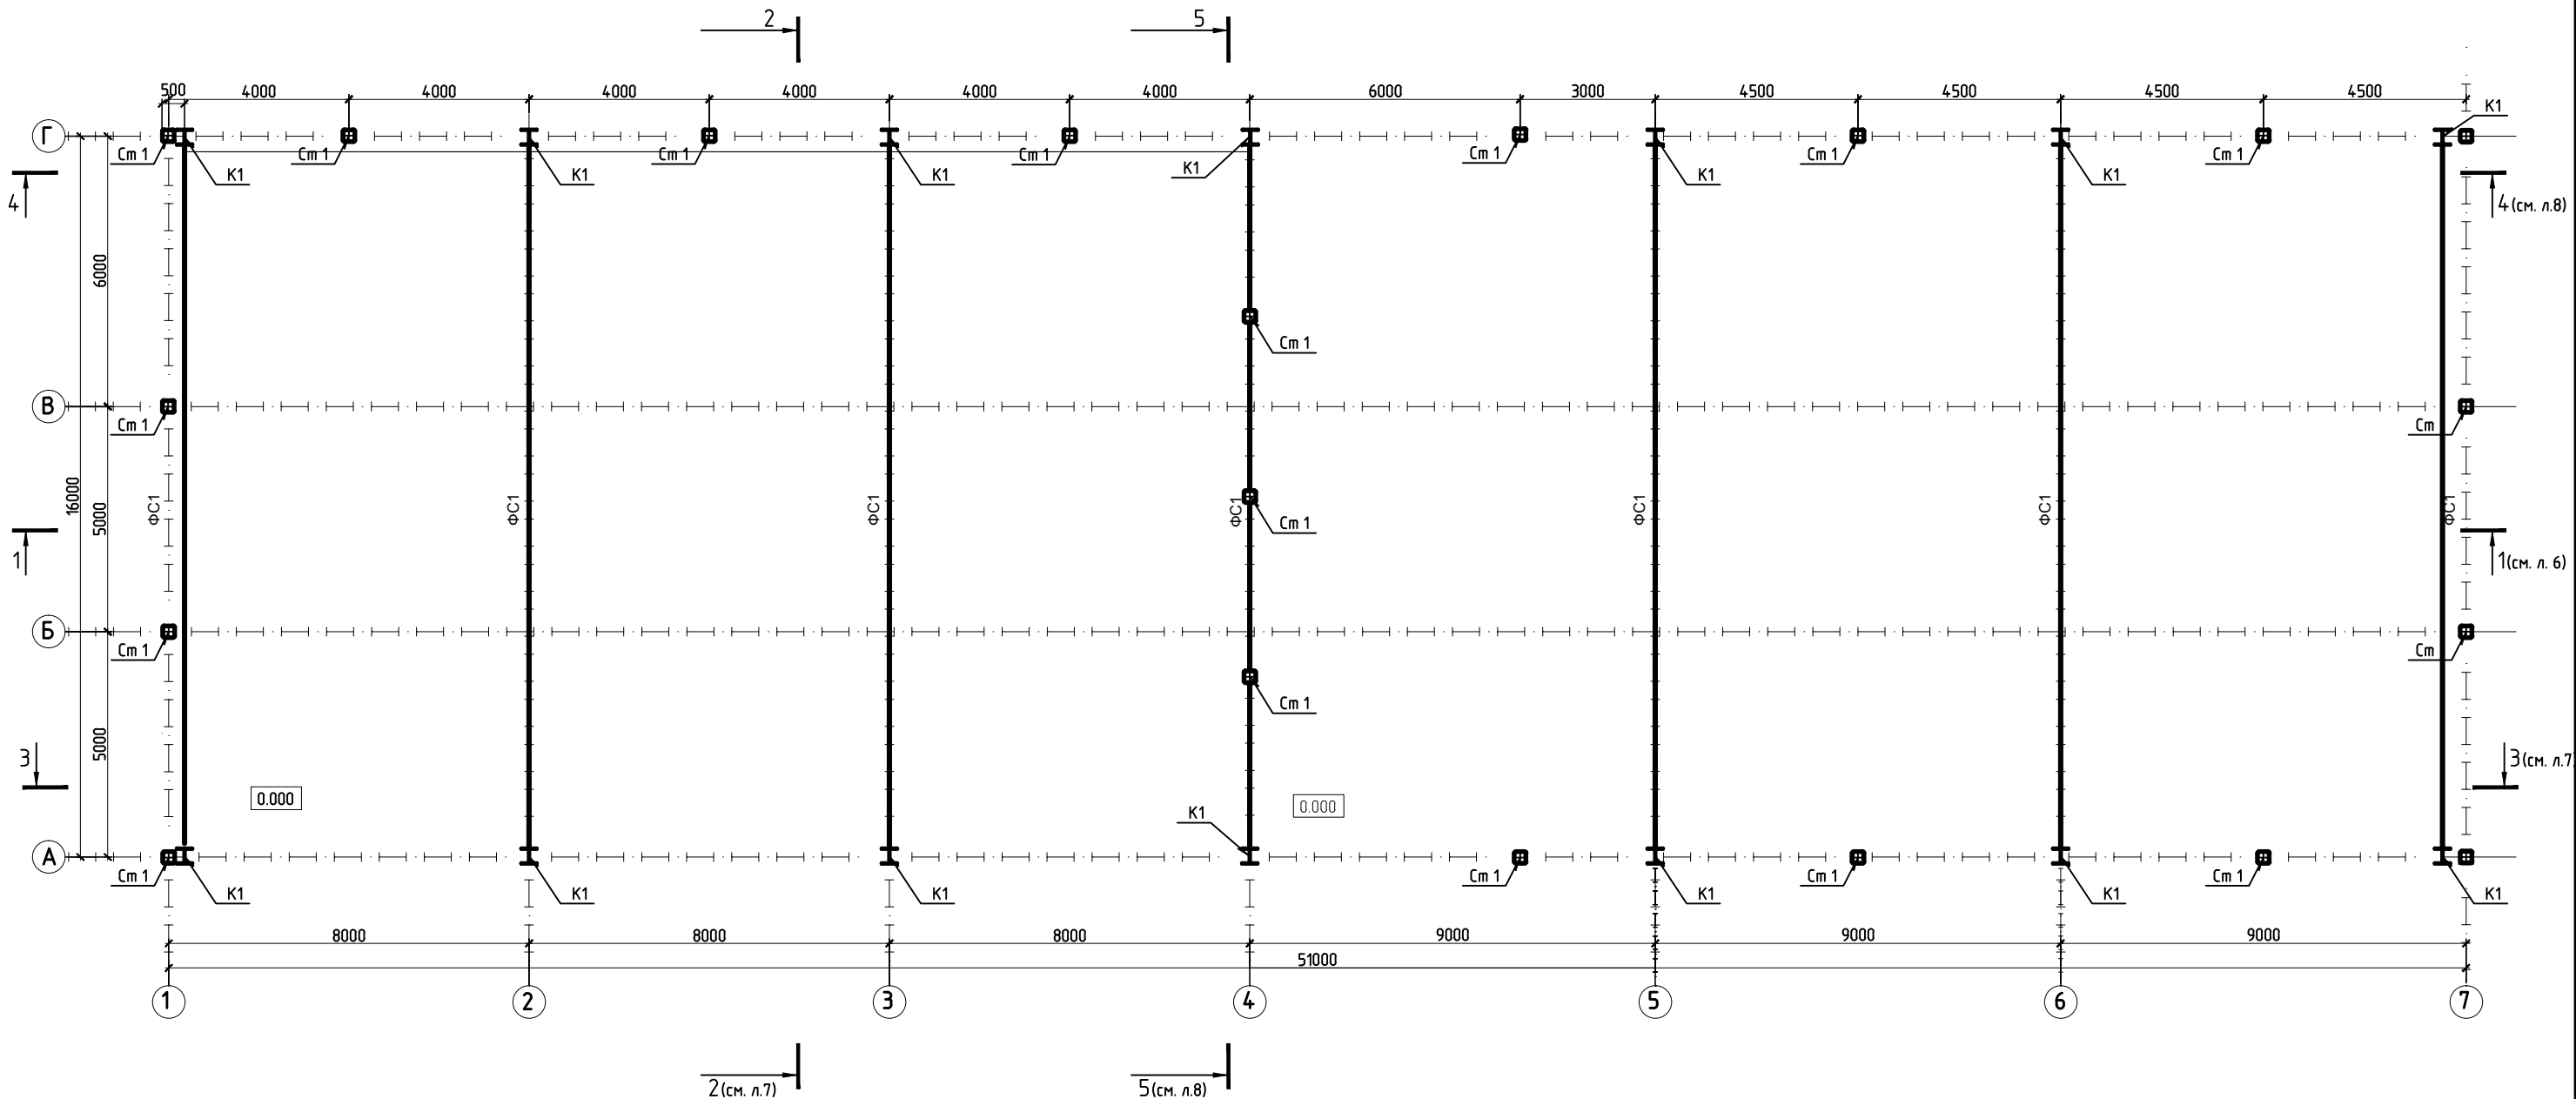 2
5
500
4000
4000
4000
4000
4000
4000
6000
3000
4500
4500
4500
4500
К1
Г
Ст 1
Ст 1
Ст 1
Ст 1
Ст 1
Ст 1
Ст 1
К1
К1
К1
К1
К1
К1
4
4 (см. л.8)
6000
Ст 1
В
Ст 1
Ст
16000
5000
ФС1
ФС1
ФС1
ФС1
ФС1
ФС1
ФС1
Ст 1
1
1 (см. л. 6)
Б
Ст 1
Ст
Ст 1
5000
3
3 (см. л.7
0.000
0.000
К1
А
Ст 1
Ст 1
Ст 1
Ст 1
К1
К1
К1
К1
К1
К1
8000
8000
8000
9000
9000
9000
51000
1
2
3
4
5
6
7
2 (см. л.7)
5 (см. л.8)